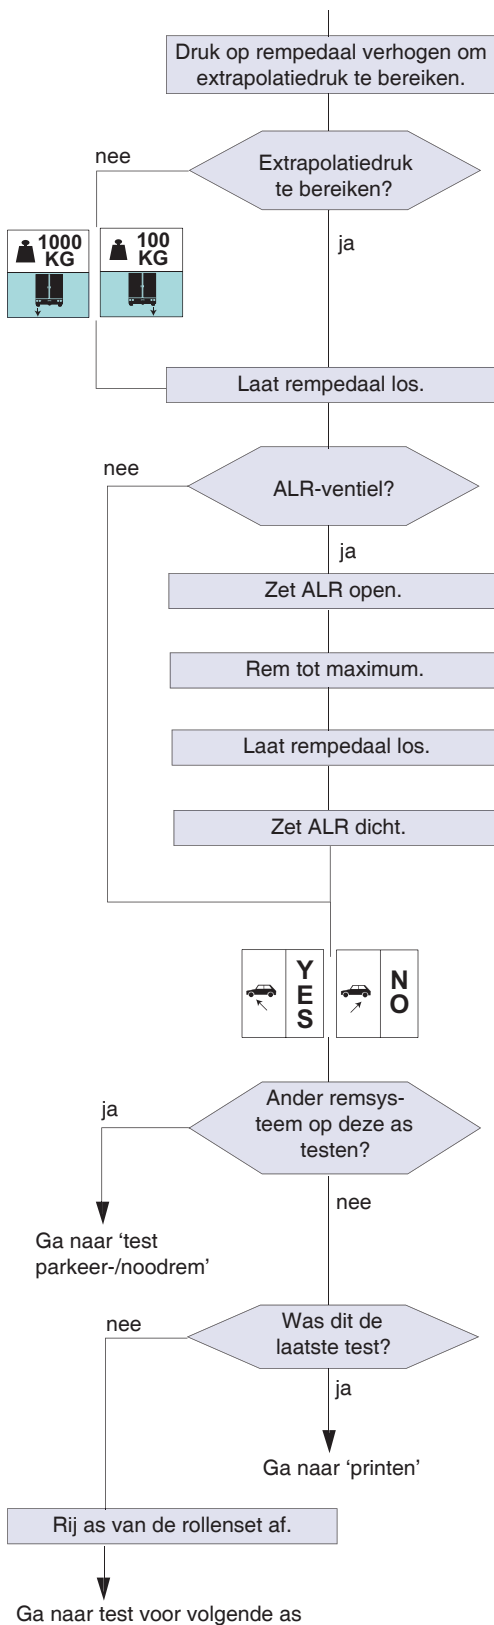 Druk op rempedaal verhogen om
extrapolatiedruk te bereiken.
nee
Extrapolatiedruk
te bereiken?
ja
1000
KG
100
KG
Laat rempedaal los.
nee
ALR-ventiel?
ja
Zet ALR open.
Rem tot maximum.
Laat rempedaal los.
Zet ALR dicht.
YES
NO
Ander remsys-
teem op deze as
testen?
ja
nee
Ga naar ‘test
parkeer-/noodrem’
Was dit de
laatste test?
nee
ja
Ga naar ‘printen’
Rij as van de rollenset af.
Ga naar test voor volgende as